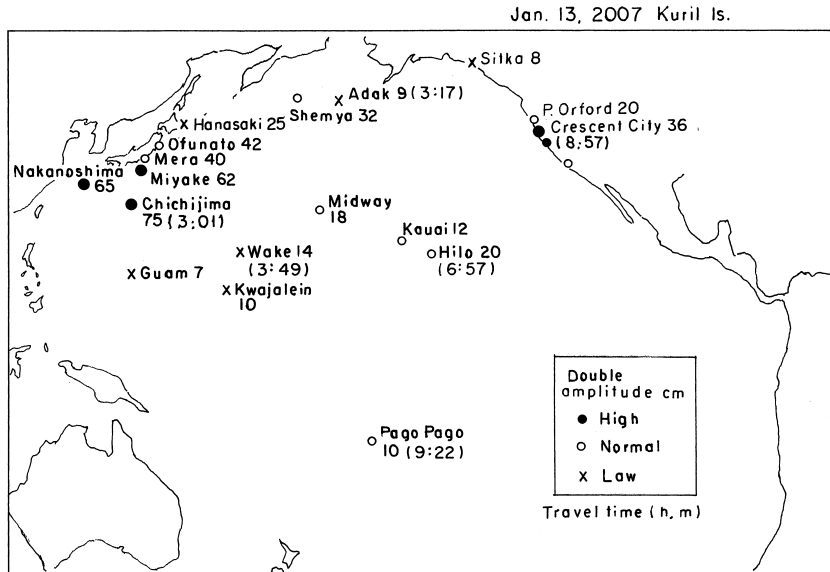 Jan. 13, 2007 Kuril Is.
Sitka 8
Adak 9 (3:17)
Shemya 32
P. Orford 20
Crescent City 36
(8:57)
Hanasaki 25
Ofunato 42
Mera 40
Nakanoshima
65
Miyake 62
Chichijima
75 (3:01)
Midway
18
Kauai 12
Wake 14
(3:49)
Hilo 20
(6:57)
Guam 7
Kwajalein
10
Pago Pago
10 (9:22)
Double
amplitude cm
High
Normal
x Law
Travel time (h, m)